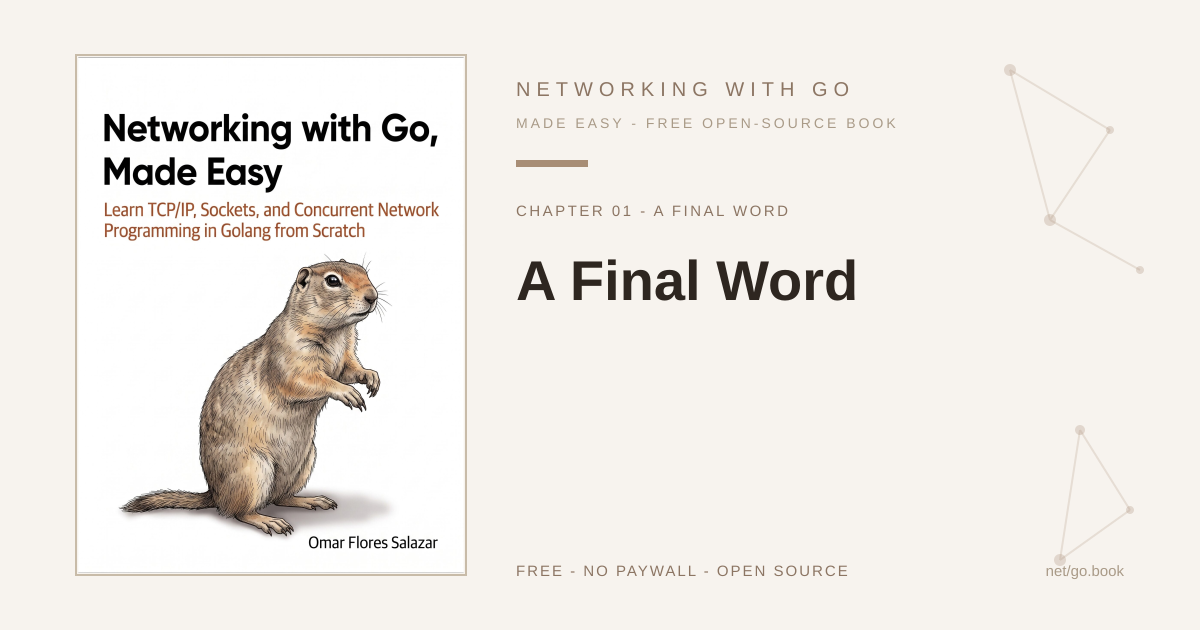 Networking with Go,
Made Easy
Learn TCP/IP, Sockets, and Concurrent Network
Programming in Golang from Scratch
Omar Flores Salazar
NETWORKING WITH GO
MADE EASY - FREE OPEN-SOURCE BOOK
CHAPTER 01 - A FINAL WORD
A Final Word
FREE - NO PAYWALL - OPEN SOURCE
net/go.book